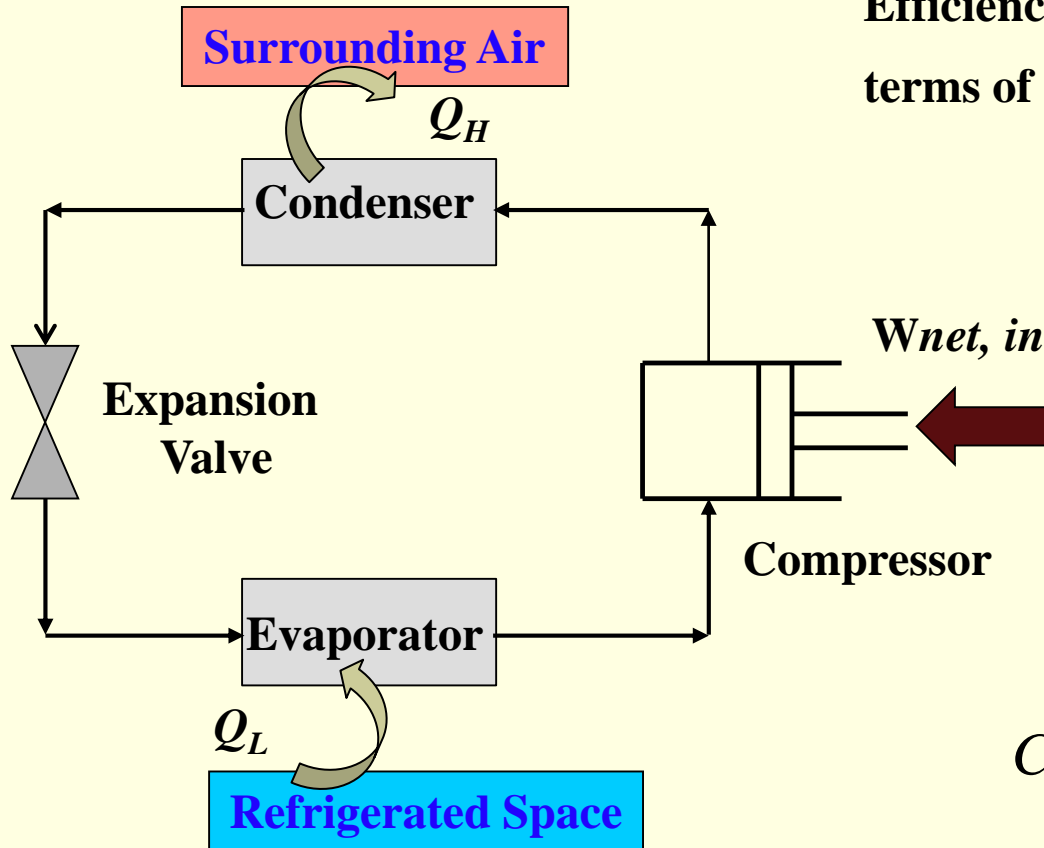 Surrounding Air
Q_H
Condenser
terms of
Wnet, in
Expansion
Valve
Compressor
Evaporator
Q_L
C
Refrigerated Space